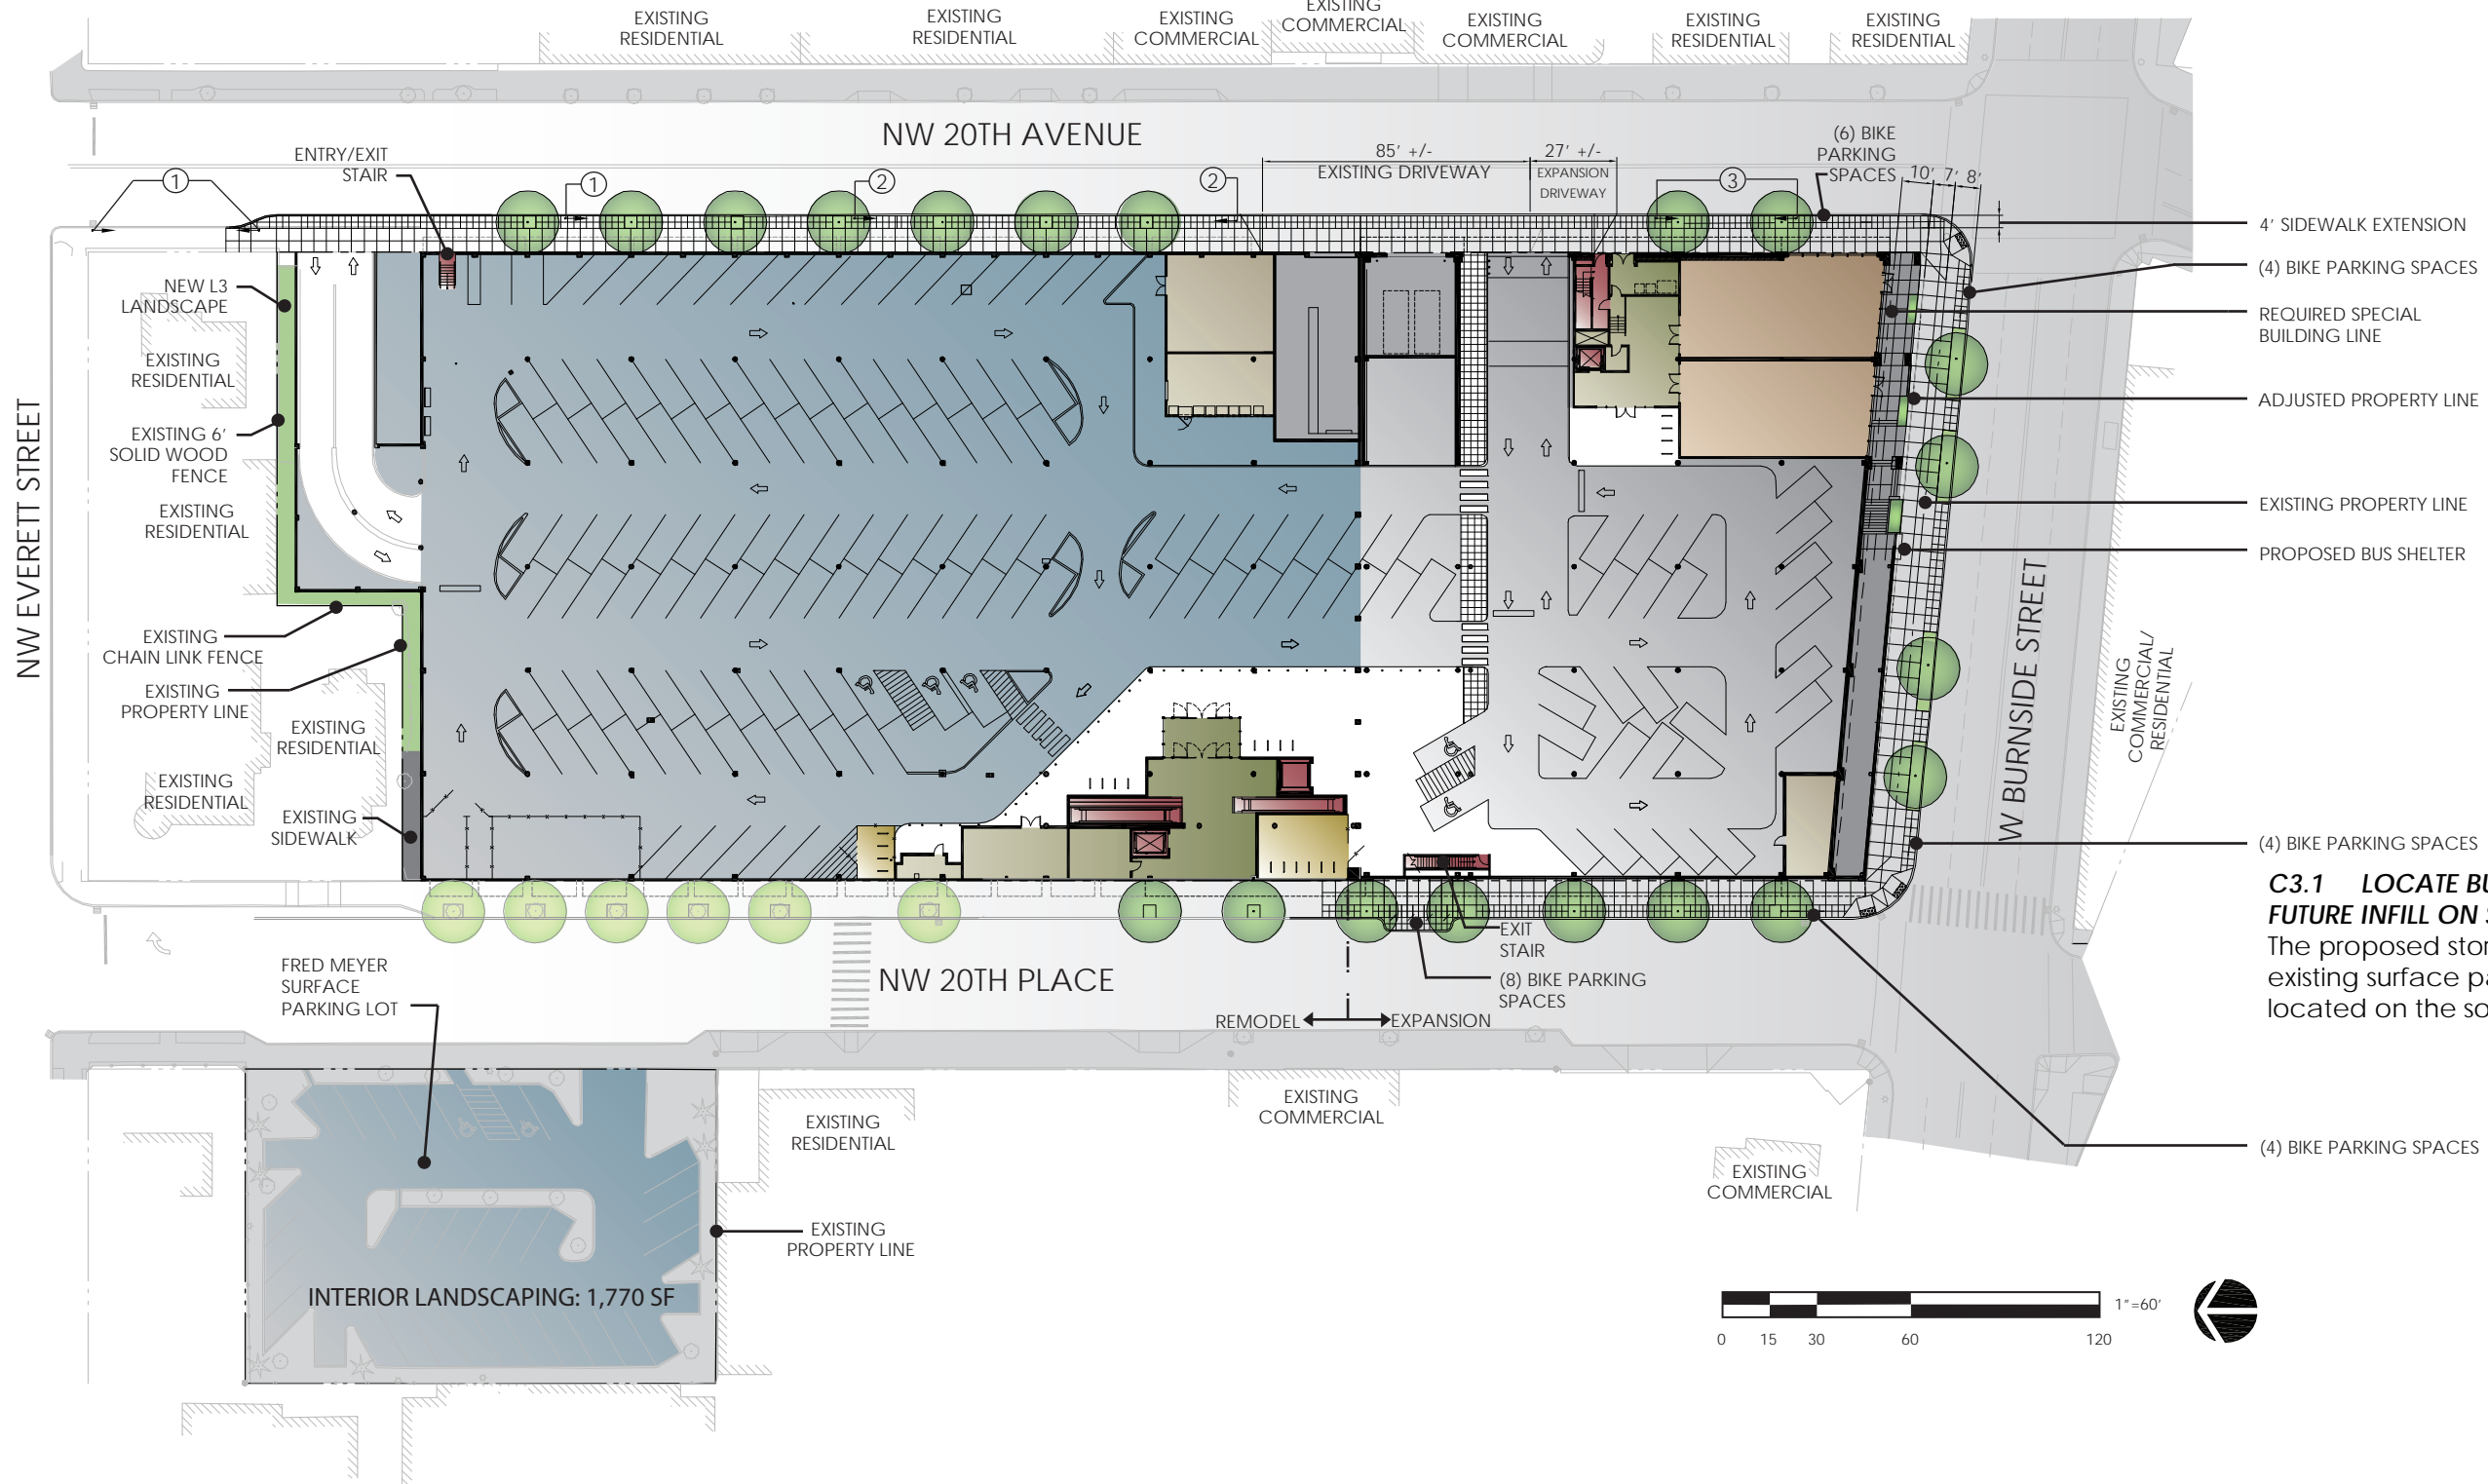 EXISTING
RESIDENTIAL
EXISTING
RESIDENTIAL
EXISTING
COMMERCIAL
EXISTING
COMMERCIAL
EXISTING
COMMERCIAL
EXISTING
RESIDENTIAL
EXISTING
RESIDENTIAL
NW 20TH AVENUE
ENTRY/EXIT
STAIR
1
1
2
2
85' +/-
EXISTING DRIVEWAY
27' +/-
EXPANSION
DRIVEWAY
3
(6) BIKE
PARKING
SPACES
10' 7' 8'
4' SIDEWALK EXTENSION
(4) BIKE PARKING SPACES
REQUIRED SPECIAL
BUILDING LINE
ADJUSTED PROPERTY LINE
EXISTING PROPERTY LINE
PROPOSED BUS SHELTER
(4) BIKE PARKING SPACES
NW EVERETT STREET
NEW L3
LANDSCAPE
EXISTING
RESIDENTIAL
EXISTING 6'
SOLID WOOD
FENCE
EXISTING
RESIDENTIAL
EXISTING
CHAIN LINK FENCE
EXISTING
PROPERTY LINE
EXISTING
RESIDENTIAL
EXISTING
RESIDENTIAL
EXISTING
SIDEWALK
W BURNSIDE STREET
EXISTING
COMMERCIAL/
RESIDENTIAL
C3.1 LOCATE BU
FUTURE INFILL ON S
The proposed stor
existing surface pa
located on the so
FRED MEYER
SURFACE
PARKING LOT
NW 20TH PLACE
EXIT
STAIR
(8) BIKE PARKING
SPACES
REMODEL
EXPANSION
EXISTING
RESIDENTIAL
EXISTING
COMMERCIAL
EXISTING
COMMERCIAL
(4) BIKE PARKING SPACES
EXISTING
PROPERTY LINE
INTERIOR LANDSCAPING: 1,770 SF
1"=60'
0 15 30 60 120